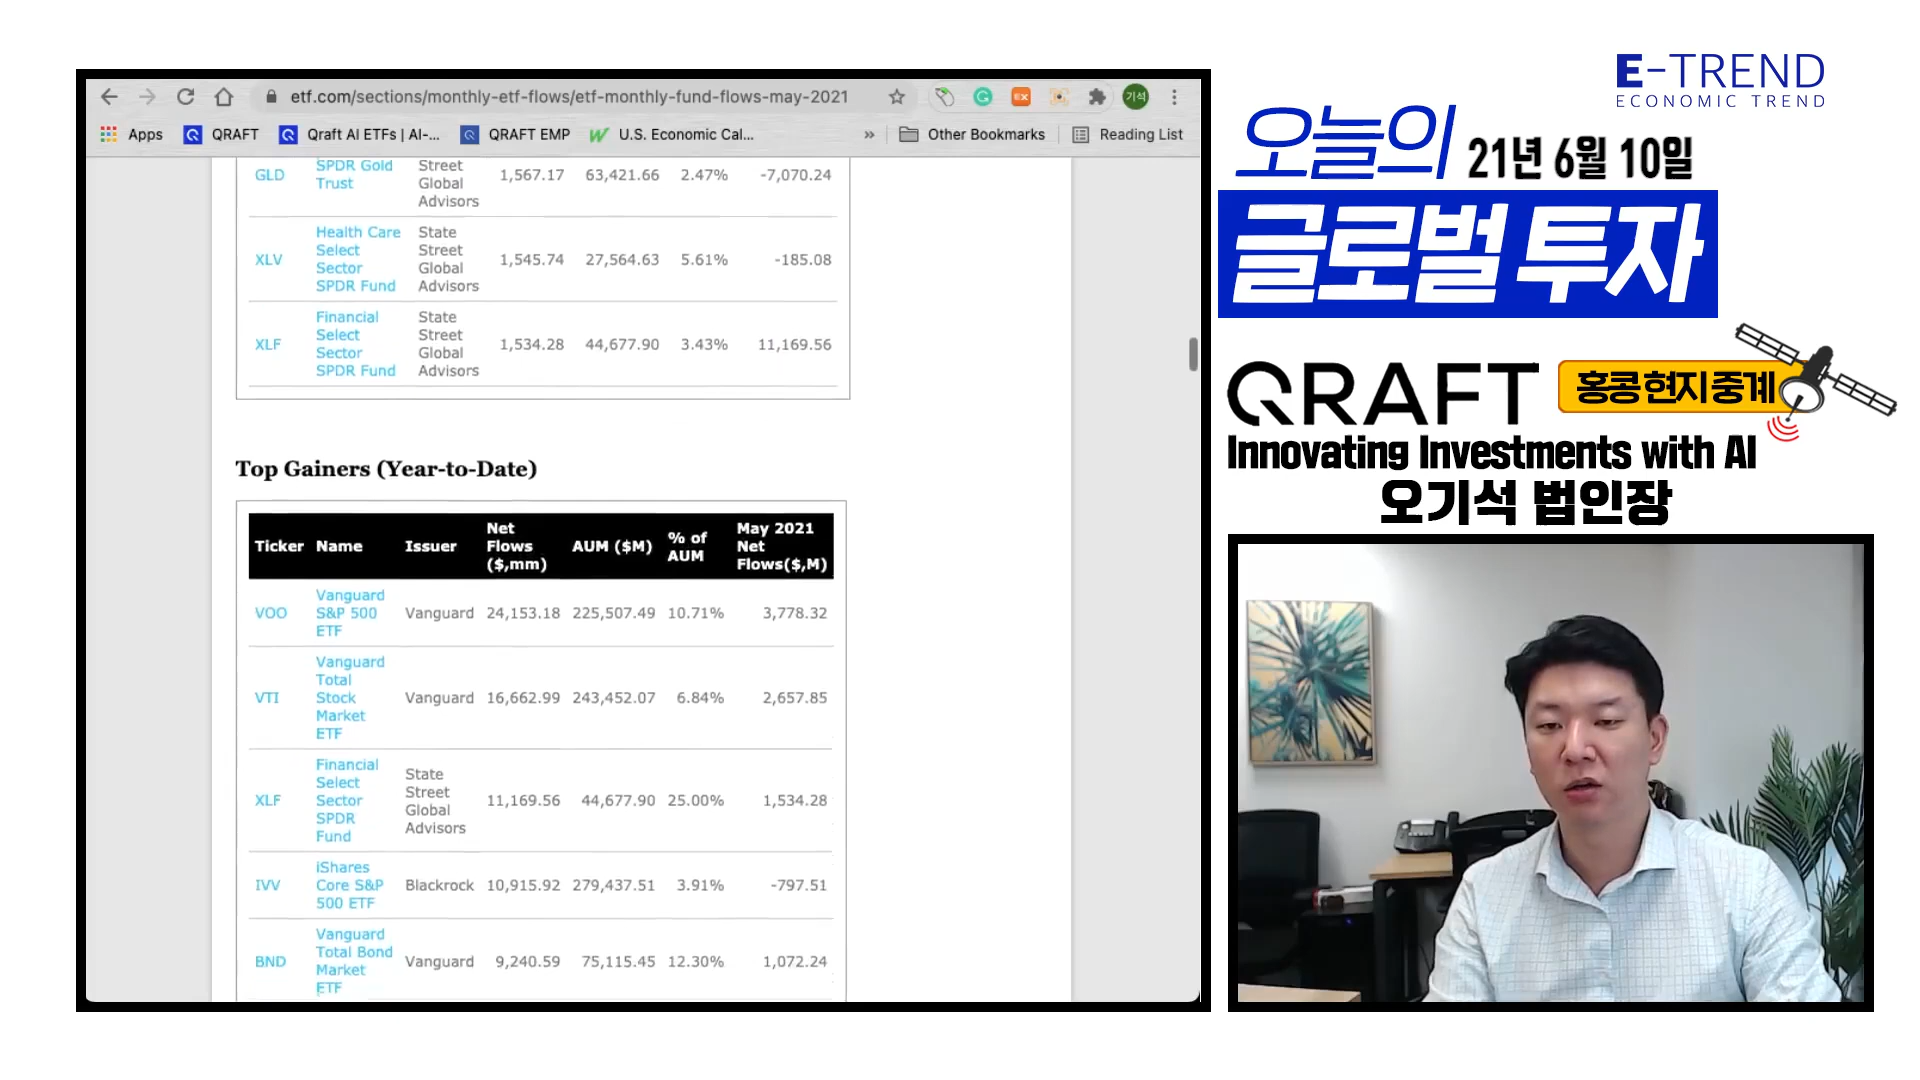 etf.com/sections/monthly-etf-flows/etf-monthly-fund-flows-may-2021
EX
기석
Apps
QRAFT
Qraft AI ETFs | AI-...
QRAFT EMP
U.S. Economic Cal...
»
Other Bookmarks
Reading List
GLD SPDR Gold Trust Street Global Advisors 1,567.17 63,421.66 2.47% -7,070.24
XLV Health Care Select Sector SPDR Fund State Street Global Advisors 1,545.74 27,564.63 5.61% -185.08
XLF Financial Select Sector SPDR Fund State Street Global Advisors 1,534.28 44,677.90 3.43% 11,169.56
Top Gainers (Year-to-Date)
Ticker Name Issuer Net Flows ($,mm) AUM ($M) % of AUM May 2021 Net Flows($,M)
VOO Vanguard S&P 500 ETF Vanguard 24,153.18 225,507.49 10.71% 3,778.32
VTI Vanguard Total Stock Market ETF Vanguard 16,662.99 243,452.07 6.84% 2,657.85
XLF Financial Select Sector SPDR Fund State Street Global Advisors 11,169.56 44,677.90 25.00% 1,534.28
IVV iShares Core S&P 500 ETF Blackrock 10,915.92 279,437.51 3.91% -797.51
BND Vanguard Total Bond Market ETF Vanguard 9,240.59 75,115.45 12.30% 1,072.24
E-TREND
ECONOMIC TREND
오늘의 21년 6월 10일
글로벌 투자
QRAFT 홍콩 현지 중계
Innovating Investments with AI
오기석 법인장